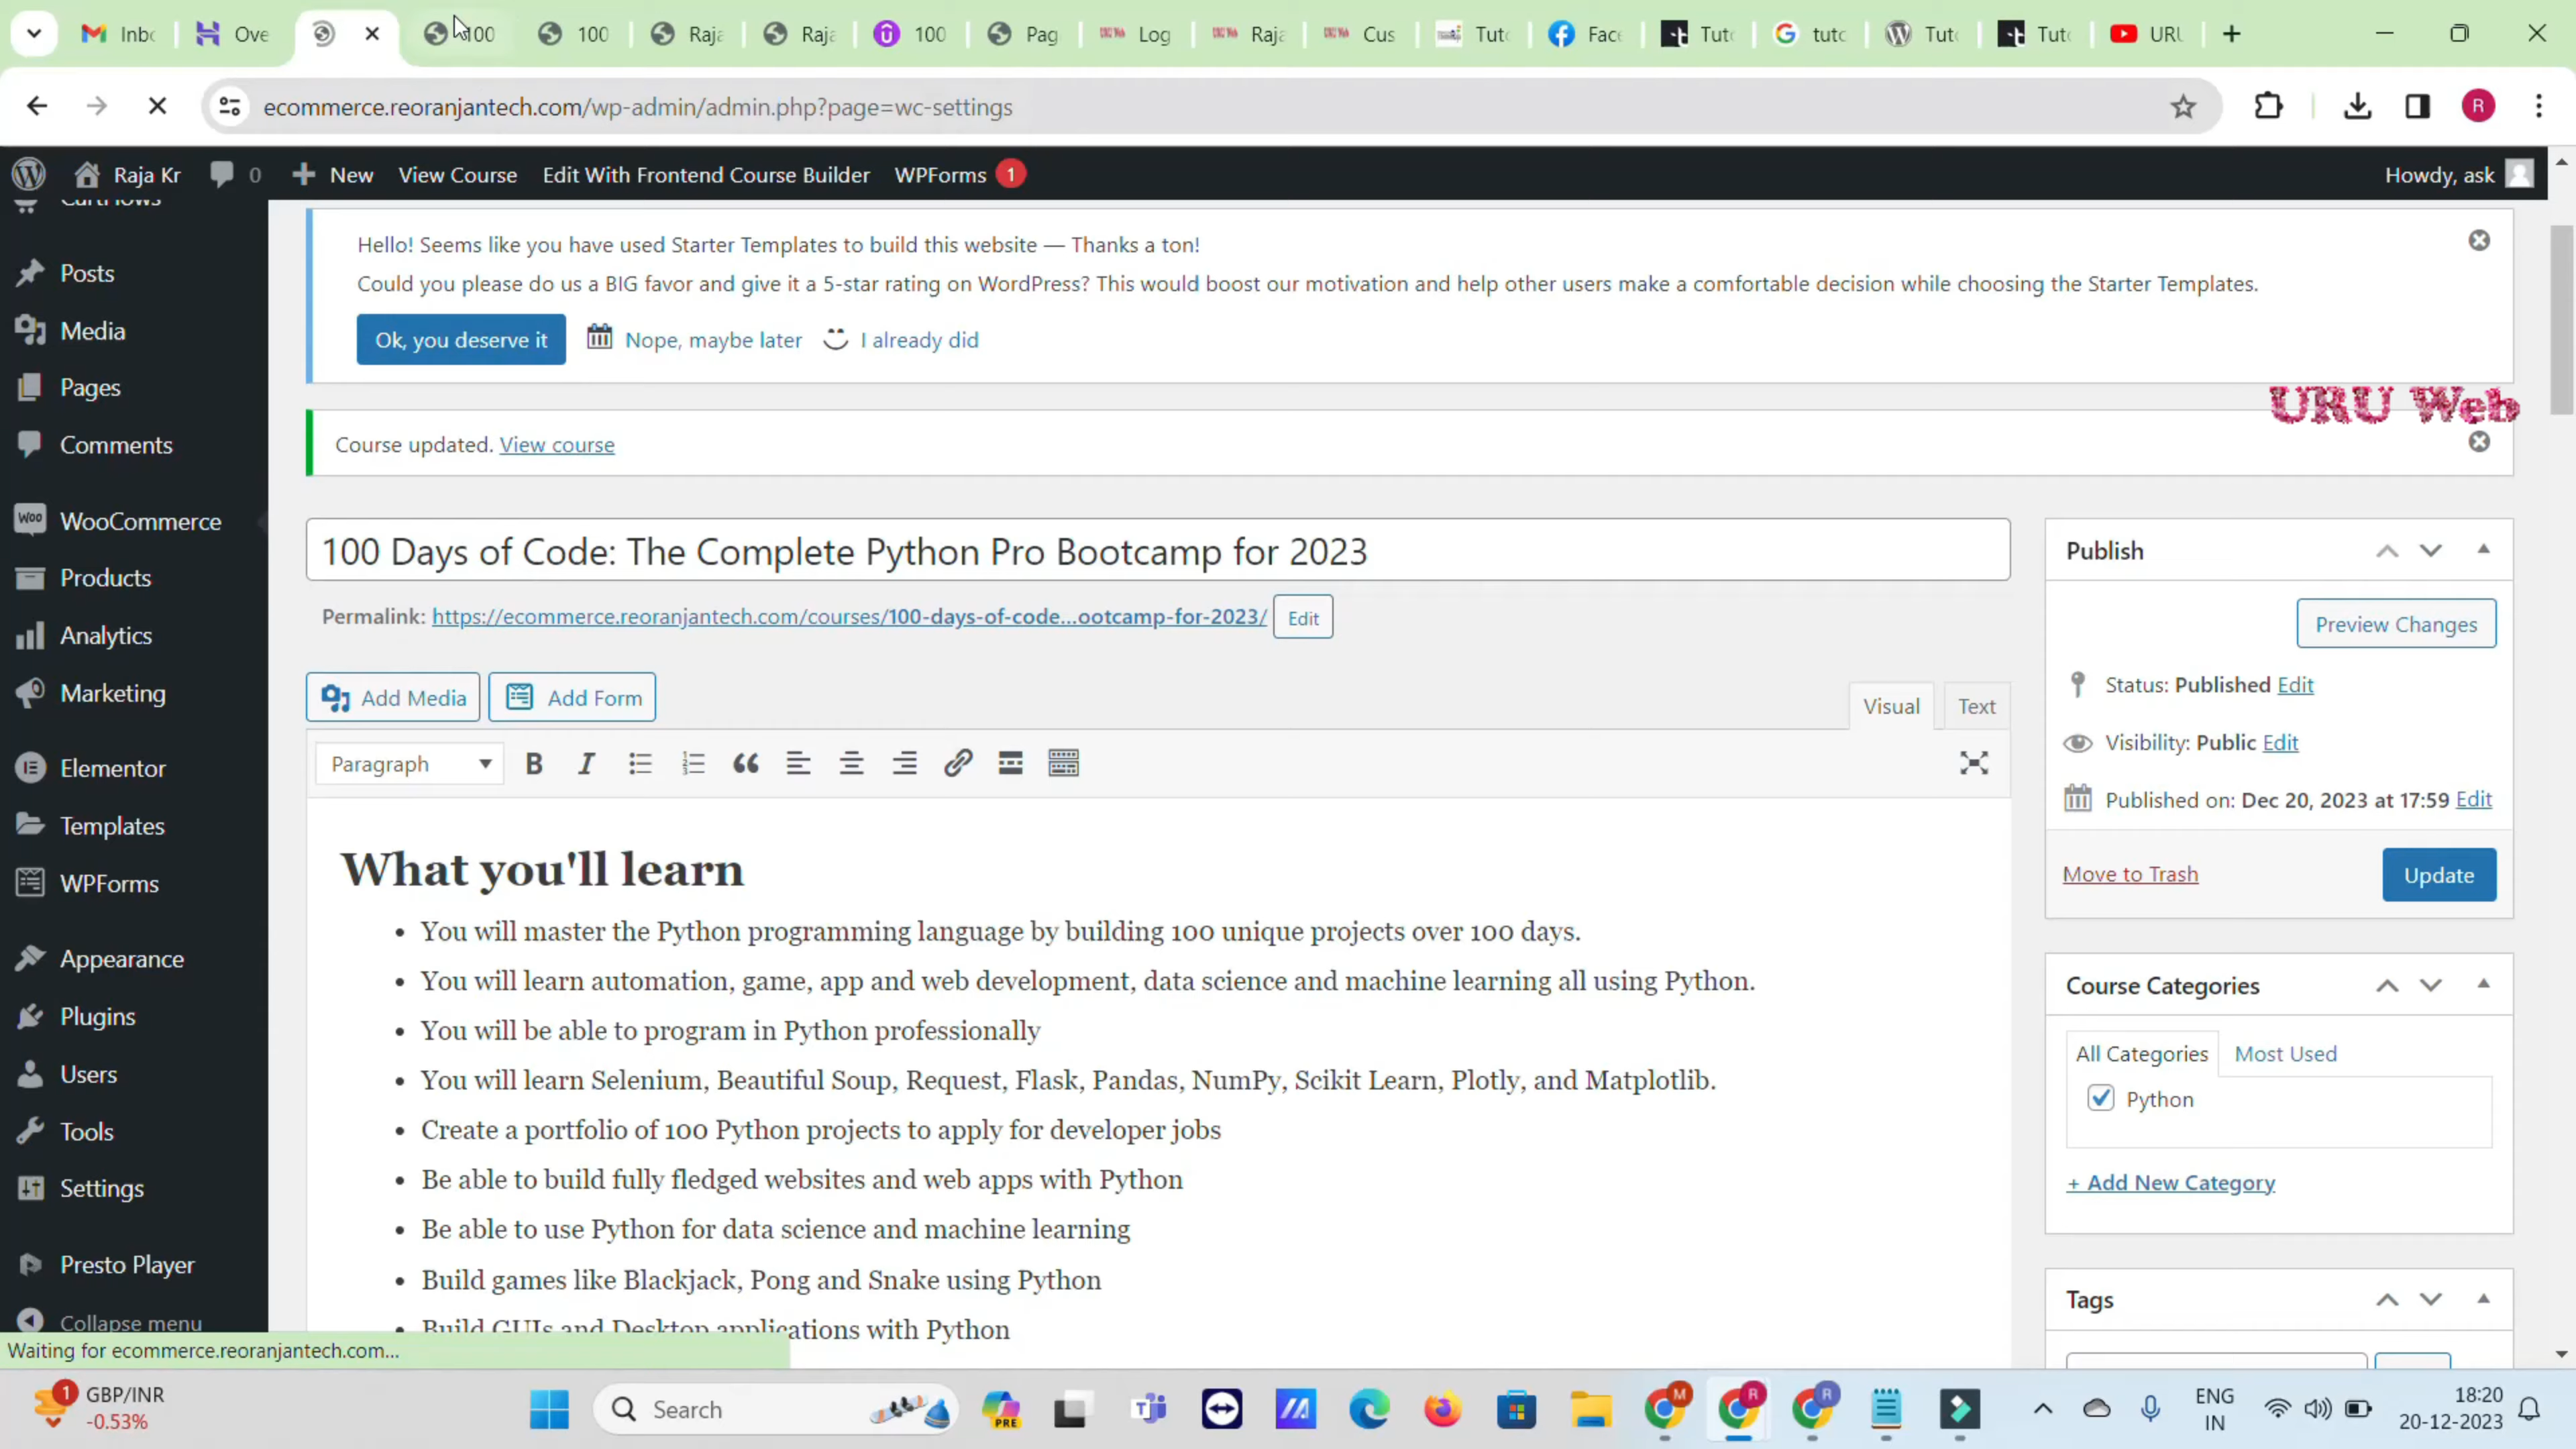 Inbo
Ove
100
100
Raja
Raja
100
Pag
Log
Raja
Cus
Tuto
Face
Tuto
tuto
Tuto
Tuto
URU
ecommerce.reoranjantech.com/wp-admin/admin.php?page=wc-settings
R
Raja Kr
0
New
View Course
Edit With Frontend Course Builder
WPForms
1
Howdy, ask
CartFlows
Posts
Media
Pages
Comments
Woo
WooCommerce
Products
Analytics
Marketing
Elementor
Templates
WPForms
Appearance
Plugins
Users
Tools
Settings
Presto Player
Collapse menu
Hello! Seems like you have used Starter Templates to build this website — Thanks a ton!
Could you please do us a BIG favor and give it a 5-star rating on WordPress? This would boost our motivation and help other users make a comfortable decision while choosing the Starter Templates.
Ok, you deserve it
Nope, maybe later
I already did
URU Web
Course updated. View course
100 Days of Code: The Complete Python Pro Bootcamp for 2023
Permalink: https://ecommerce.reoranjantech.com/courses/100-days-of-code...ootcamp-for-2023/
Edit
Add Media
Add Form
Visual
Text
Paragraph
What you'll learn
• You will master the Python programming language by building 100 unique projects over 100 days.
• You will learn automation, game, app and web development, data science and machine learning all using Python.
• You will be able to program in Python professionally
• You will learn Selenium, Beautiful Soup, Request, Flask, Pandas, NumPy, Scikit Learn, Plotly, and Matplotlib.
• Create a portfolio of 100 Python projects to apply for developer jobs
• Be able to build fully fledged websites and web apps with Python
• Be able to use Python for data science and machine learning
• Build games like Blackjack, Pong and Snake using Python
• Build GUIs and Desktop applications with Python
Publish
Preview Changes
Status: Published Edit
Visibility: Public Edit
Published on: Dec 20, 2023 at 17:59 Edit
Move to Trash
Update
Course Categories
All Categories
Most Used
Python
+ Add New Category
Tags
Waiting for ecommerce.reoranjantech.com...
1
GBP/INR
-0.53%
Search
PRE
M
R
R
ENG
IN
18:20
20-12-2023